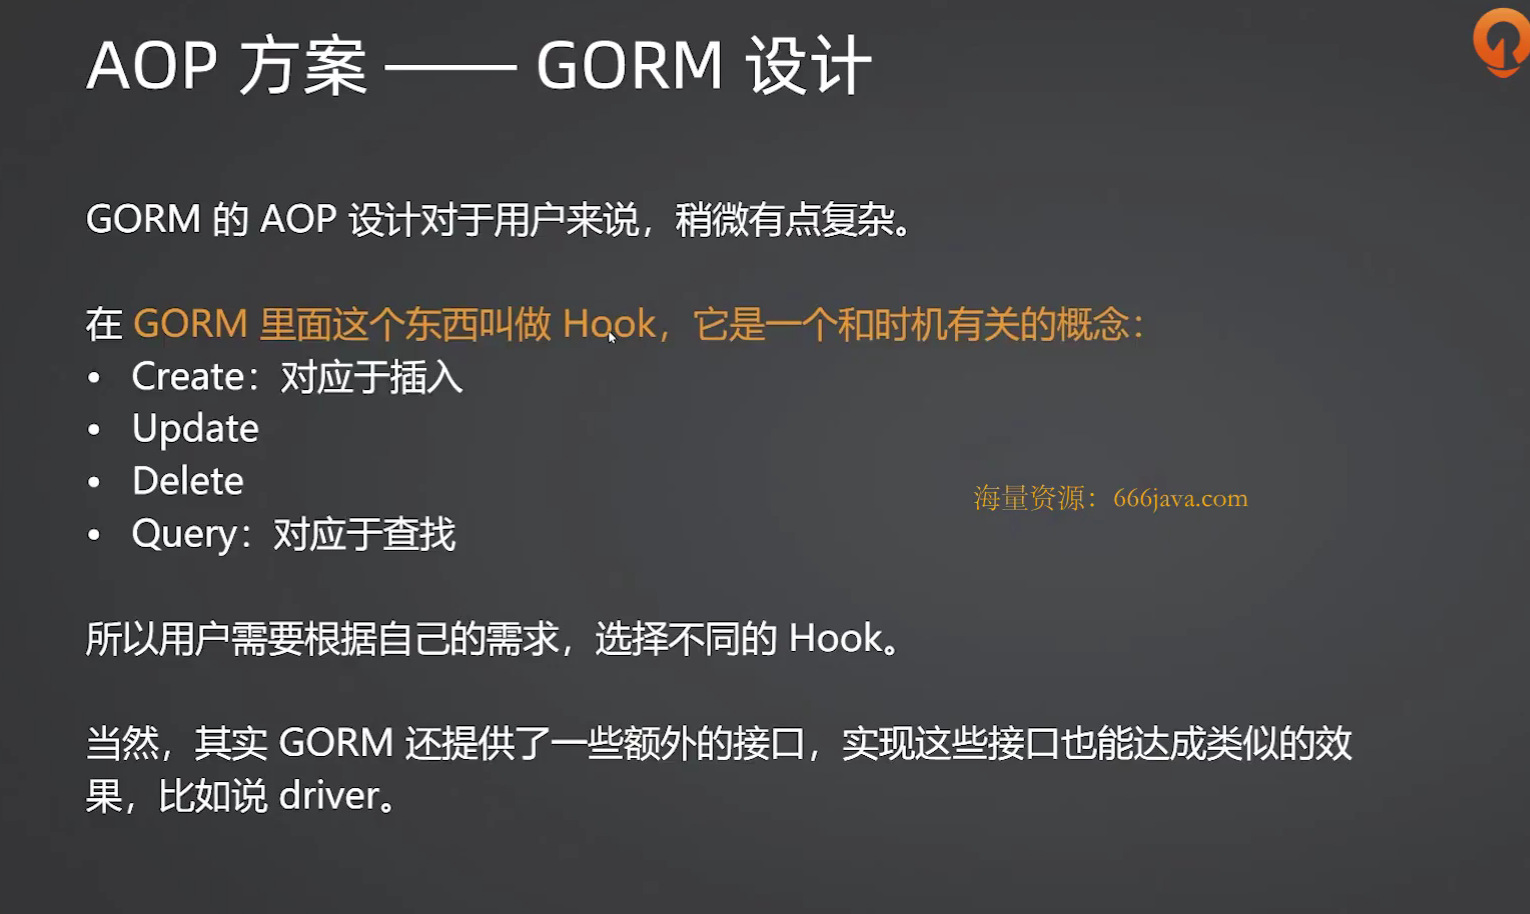 AOP 方案 —— GORM 设计
GORM 的 AOP 设计对于用户来说，稍微有点复杂。
在 GORM 里面这个东西叫做 Hook，它是一个和时机有关的概念：
• Create：对应于插入
• Update
• Delete
• Query：对应于查找
海量资源：666java.com
所以用户需要根据自己的需求，选择不同的 Hook。
当然，其实 GORM 还提供了一些额外的接口，实现这些接口也能达成类似的效
果，比如说 driver。